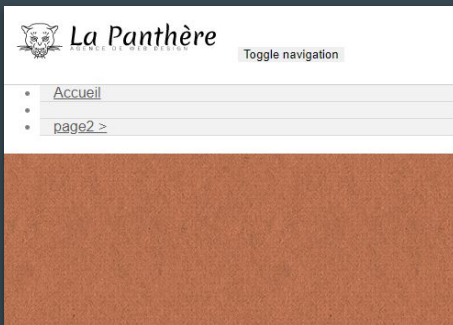 La Panthère
AGENCE DE WEB DESIGN
Toggle navigation
Accueil
page2 >